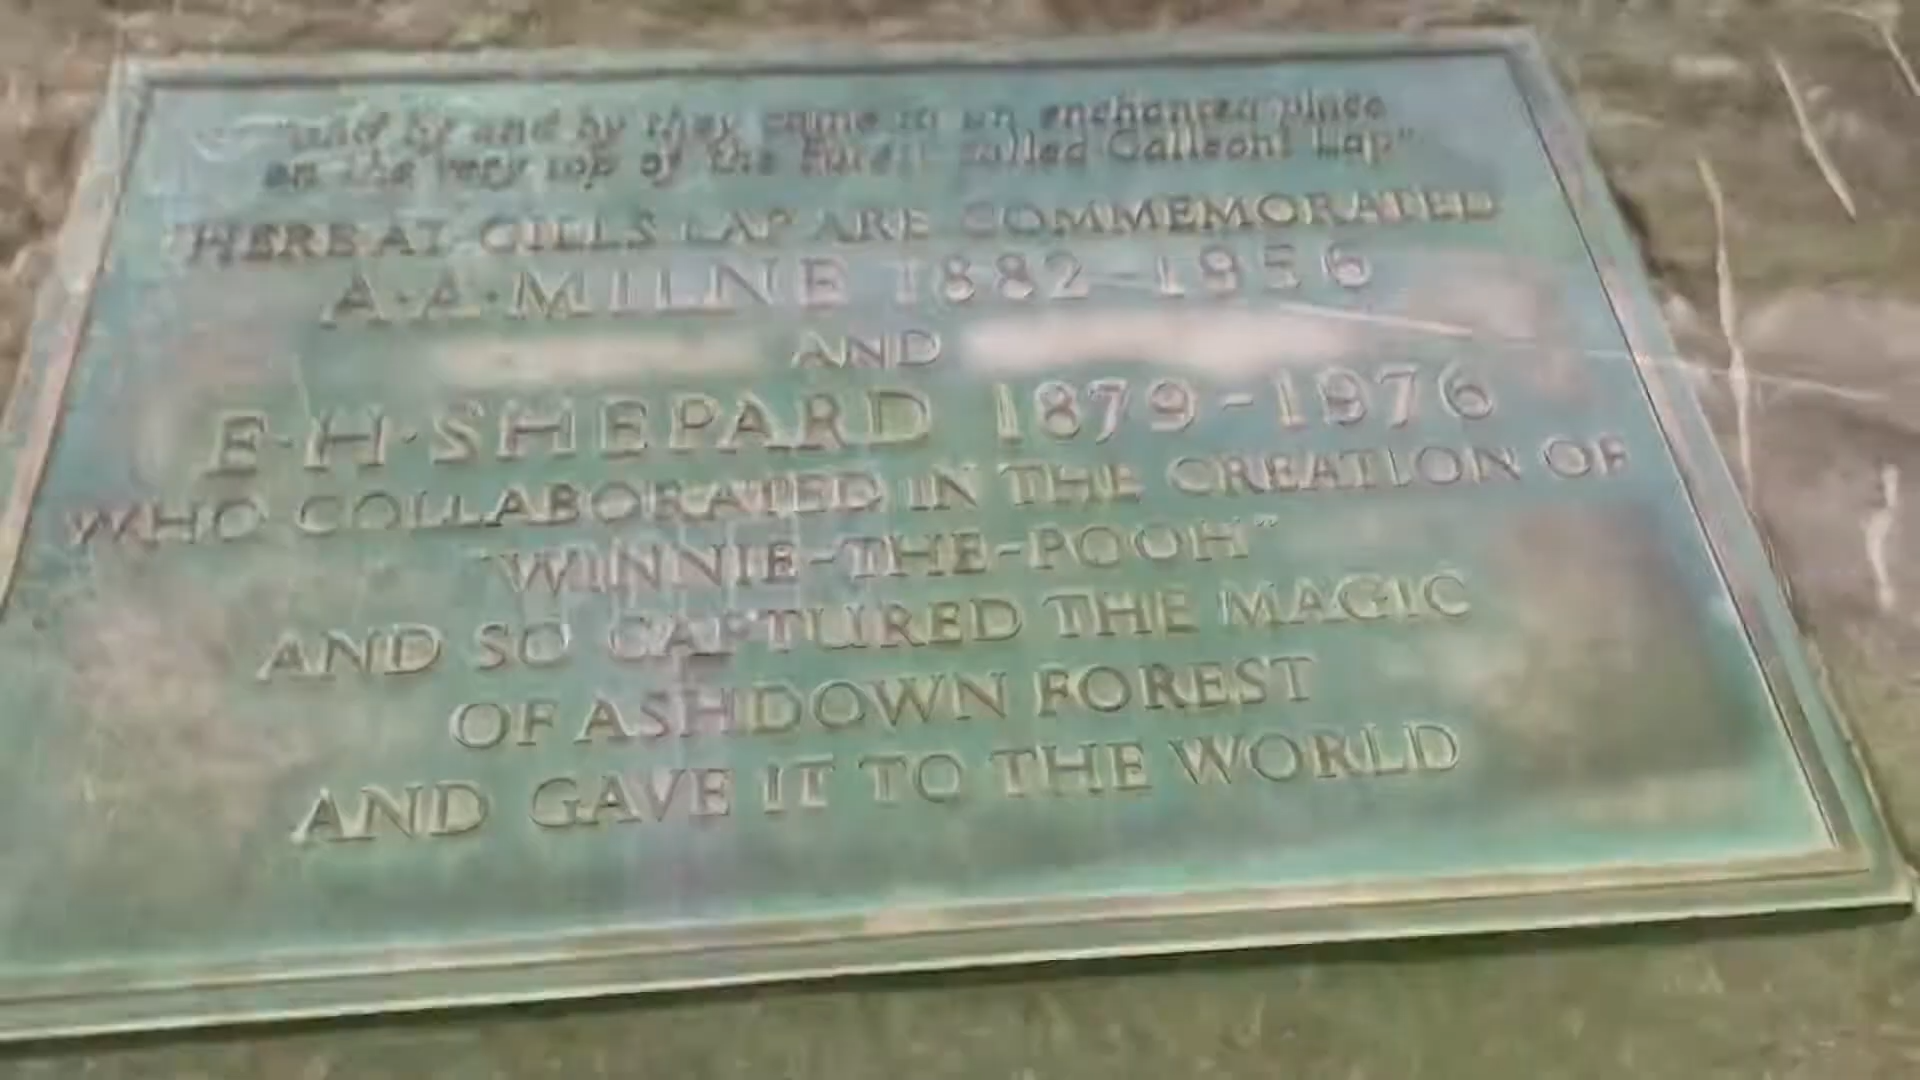 "and by and by they came to an enchanted place
on the very top of the Forest called Galleons Lap"
HERE AT GILLS LAP ARE COMMEMORATED
A·A·MILNE 1882-1956
AND
E·H·SHEPARD 1879-1976
WHO COLLABORATED IN THE CREATION OF
"WINNIE-THE-POOH"
AND SO CAPTURED THE MAGIC
OF ASHDOWN FOREST
AND GAVE IT TO THE WORLD